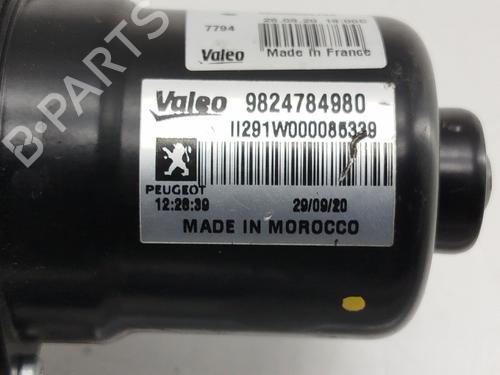 7794
Valeo
Made in France
Valeo 9824784980
II291W000085339
PEUGEOT
12:28:39 29/09/20
MADE IN MOROCCO
B-PARTS